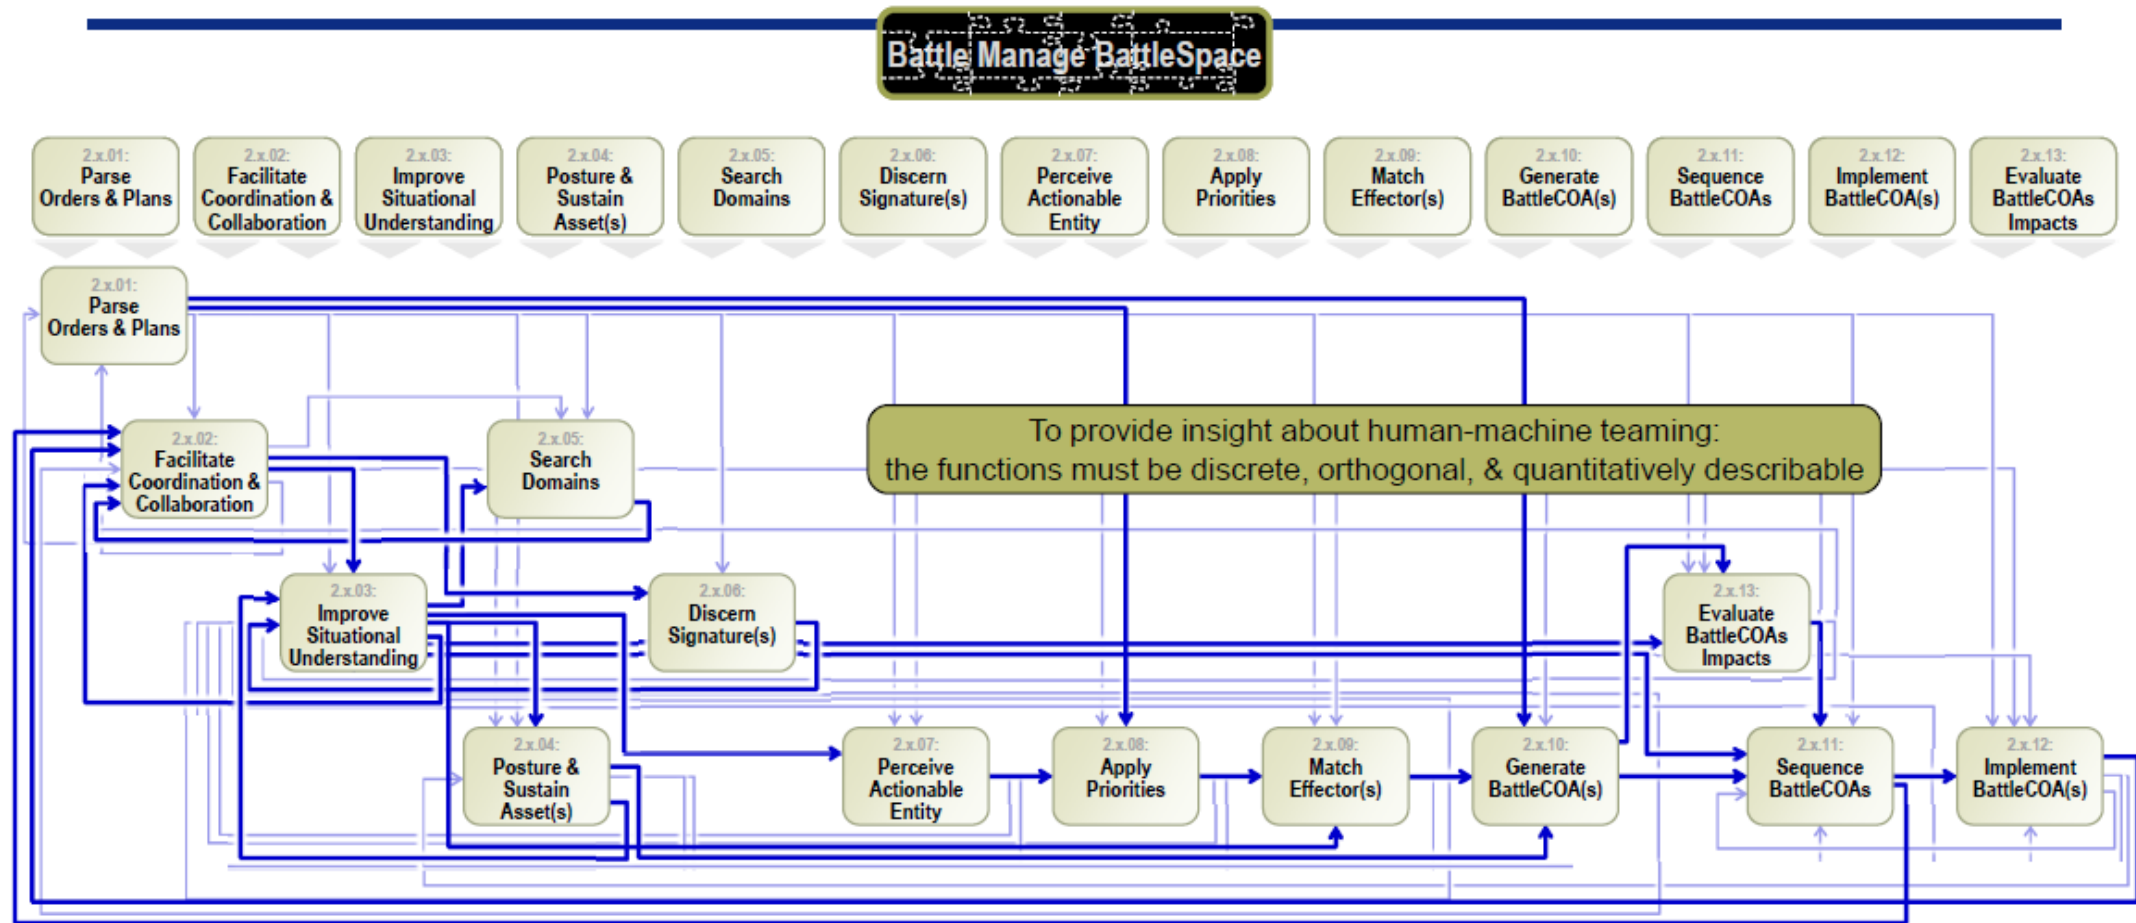 Battle Manage BattleSpace
2.x.01:
Parse
Orders & Plans
2.x.02:
Facilitate
Coordination &
Collaboration
2.x.03:
Improve
Situational
Understanding
2.x.04:
Posture &
Sustain
Asset(s)
2.x.05:
Search
Domains
2.x.06:
Discern
Signature(s)
2.x.07:
Perceive
Actionable
Entity
2.x.08:
Apply
Priorities
2.x.09:
Match
Effector(s)
2.x.10:
Generate
BattleCOA(s)
2.x.11:
Sequence
BattleCOAs
2.x.12:
Implement
BattleCOA(s)
2.x.13:
Evaluate
BattleCOAs
Impacts
2.x.01:
Parse
Orders & Plans
2.x.02:
Facilitate
Coordination &
Collaboration
2.x.05:
Search
Domains
To provide insight about human-machine teaming:
the functions must be discrete, orthogonal, & quantitatively describable
2.x.03:
Improve
Situational
Understanding
2.x.06:
Discern
Signature(s)
2.x.13:
Evaluate
BattleCOAs
Impacts
2.x.04:
Posture &
Sustain
Asset(s)
2.x.07:
Perceive
Actionable
Entity
2.x.08:
Apply
Priorities
2.x.09:
Match
Effector(s)
2.x.10:
Generate
BattleCOA(s)
2.x.11:
Sequence
BattleCOAs
2.x.12:
Implement
BattleCOA(s)